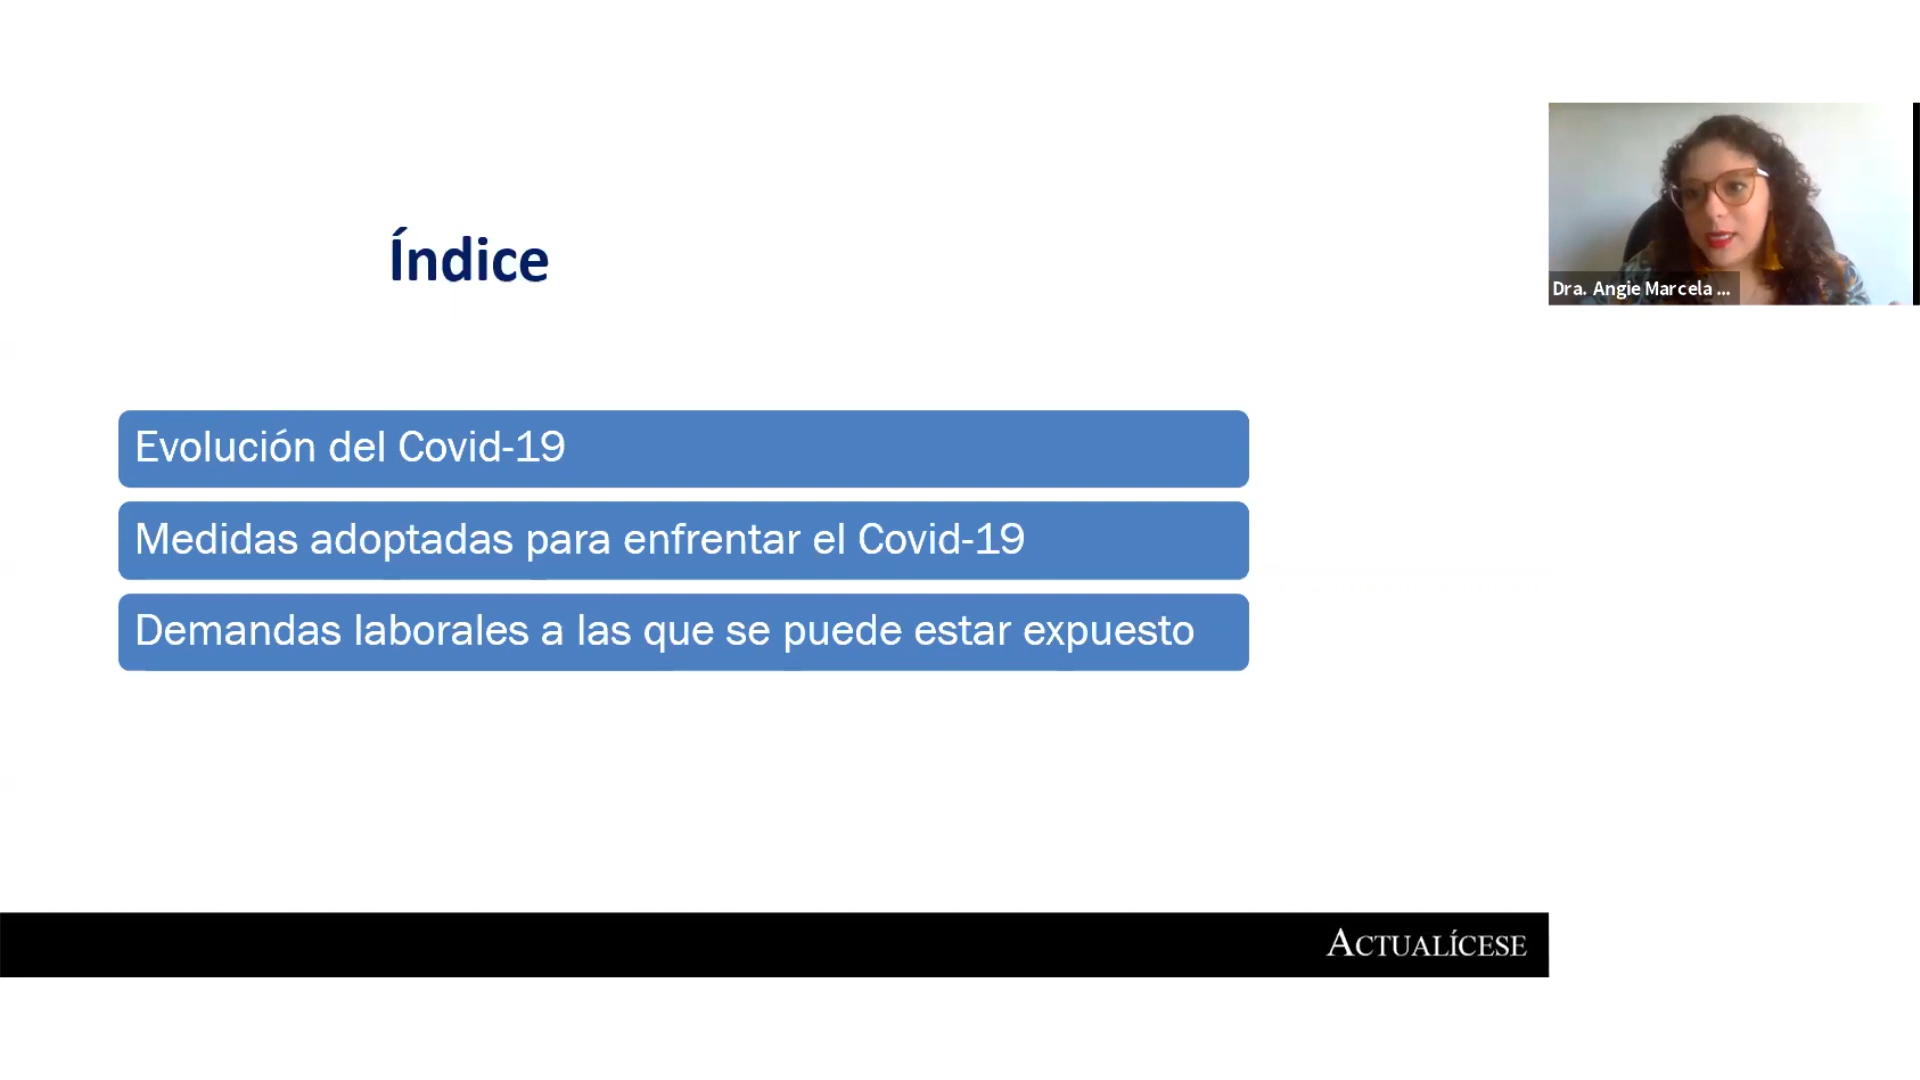 Índice
Dra. Angie Marcela ...
Evolución del Covid-19
Medidas adoptadas para enfrentar el Covid-19
Demandas laborales a las que se puede estar expuesto
ACTUALÍCESE